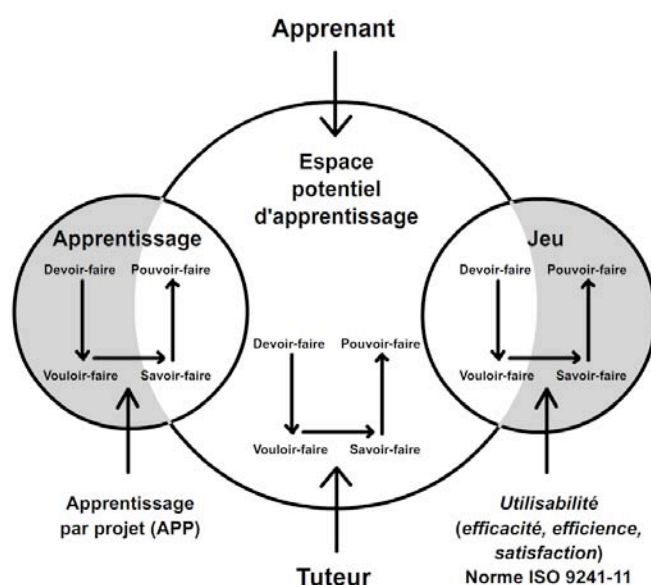 Apprenant
Espace
potentiel
d'apprentissage
Apprentissage
Devoir-faire Pouvoir-faire
Vouloir-faire Savoir-faire
Devoir-faire Pouvoir-faire
Vouloir-faire Savoir-faire
Jeu
Devoir-faire Pouvoir-faire
Vouloir-faire Savoir-faire
Apprentissage
par projet (APP)
Tuteur
Utilisabilité
(efficacité, efficience,
satisfaction)
Norme ISO 9241-11